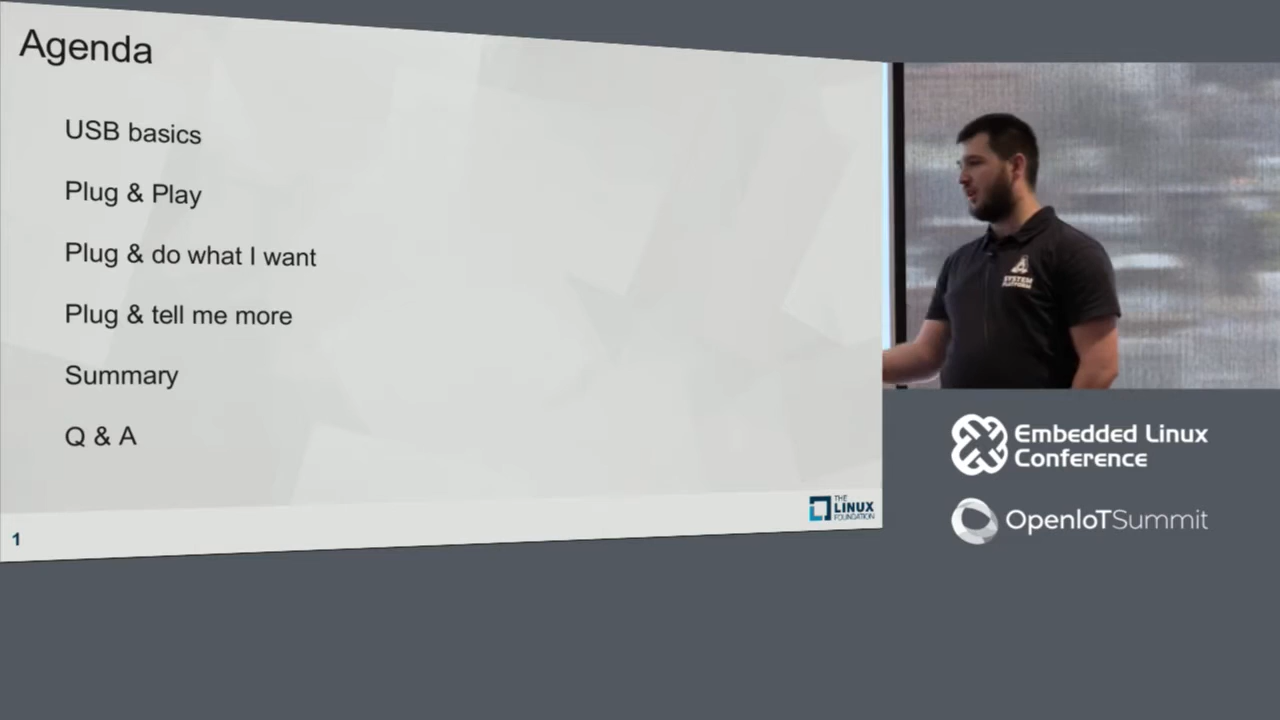 Agenda
USB basics
Plug & Play
Plug & do what I want
Plug & tell me more
Summary
Q & A
1
THE
LINUX
FOUNDATION
SYSTEM
Embedded Linux
Conference
OpenIoTSummit